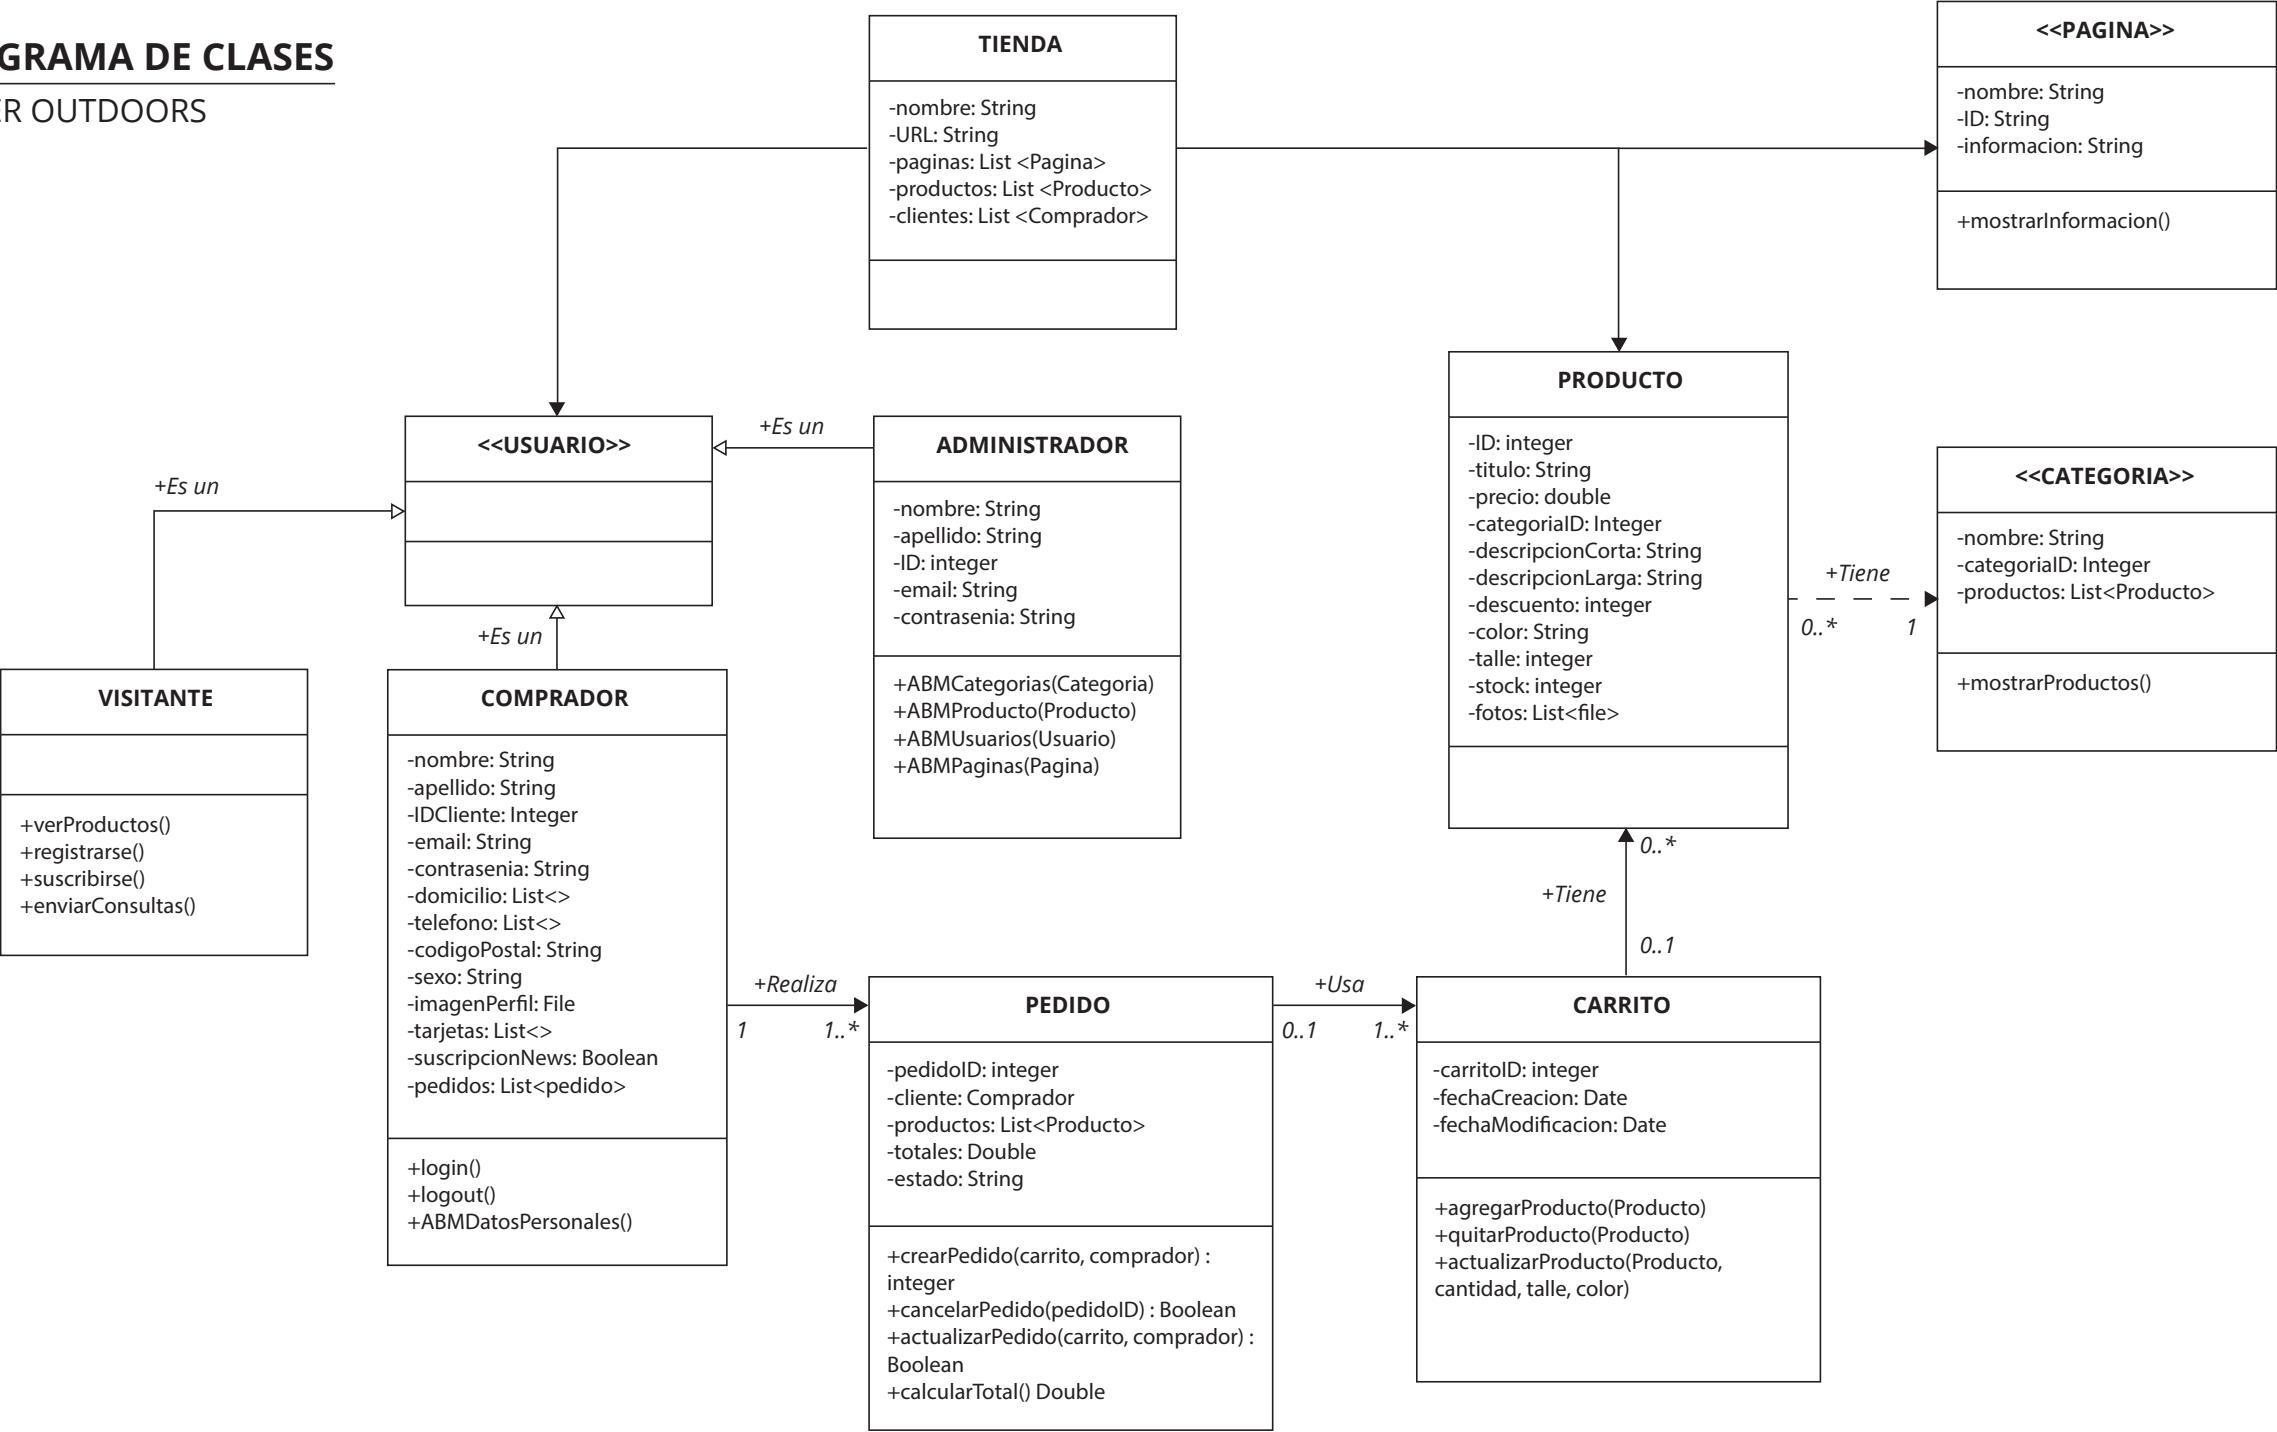 GRAMA DE CLASES
ER OUTDOORS
TIENDA
-nombre: String
-URL: String
-paginas: List <Pagina>
-productos: List <Producto>
-clientes: List <Comprador>
<<PAGINA>>
-nombre: String
-ID: String
-informacion: String
+mostrarInformacion()
<<USUARIO>>
+Es un
+Es un
+Es un
ADMINISTRADOR
-nombre: String
-apellido: String
-ID: integer
-email: String
-contrasenia: String
+ABMCategorias(Categoria)
+ABMProducto(Producto)
+ABMUsuarios(Usuario)
+ABMPaginas(Pagina)
PRODUCTO
-ID: integer
-titulo: String
-precio: double
-categoriaID: Integer
-descripcionCorta: String
-descripcionLarga: String
-descuento: integer
-color: String
-talle: integer
-stock: integer
-fotos: List<file>
+Tiene
0..*
1
<<CATEGORIA>>
-nombre: String
-categoriaID: Integer
-productos: List<Producto>
+mostrarProductos()
VISITANTE
+verProductos()
+registrarse()
+suscribirse()
+enviarConsultas()
COMPRADOR
-nombre: String
-apellido: String
-IDCliente: Integer
-email: String
-contrasenia: String
-domicilio: List<>
-telefono: List<>
-codigoPostal: String
-sexo: String
-imagenPerfil: File
-tarjetas: List<>
-suscripcionNews: Boolean
-pedidos: List<pedido>
+login()
+logout()
+ABMDatosPersonales()
+Realiza
1
1..*
PEDIDO
-pedidoID: integer
-cliente: Comprador
-productos: List<Producto>
-totales: Double
-estado: String
+crearPedido(carrito, comprador) :
integer
+cancelarPedido(pedidoID) : Boolean
+actualizarPedido(carrito, comprador) :
Boolean
+calcularTotal() Double
+Usa
0..1
1..*
0..*
+Tiene
0..1
CARRITO
-carritoID: integer
-fechaCreacion: Date
-fechaModificacion: Date
+agregarProducto(Producto)
+quitarProducto(Producto)
+actualizarProducto(Producto,
cantidad, talle, color)